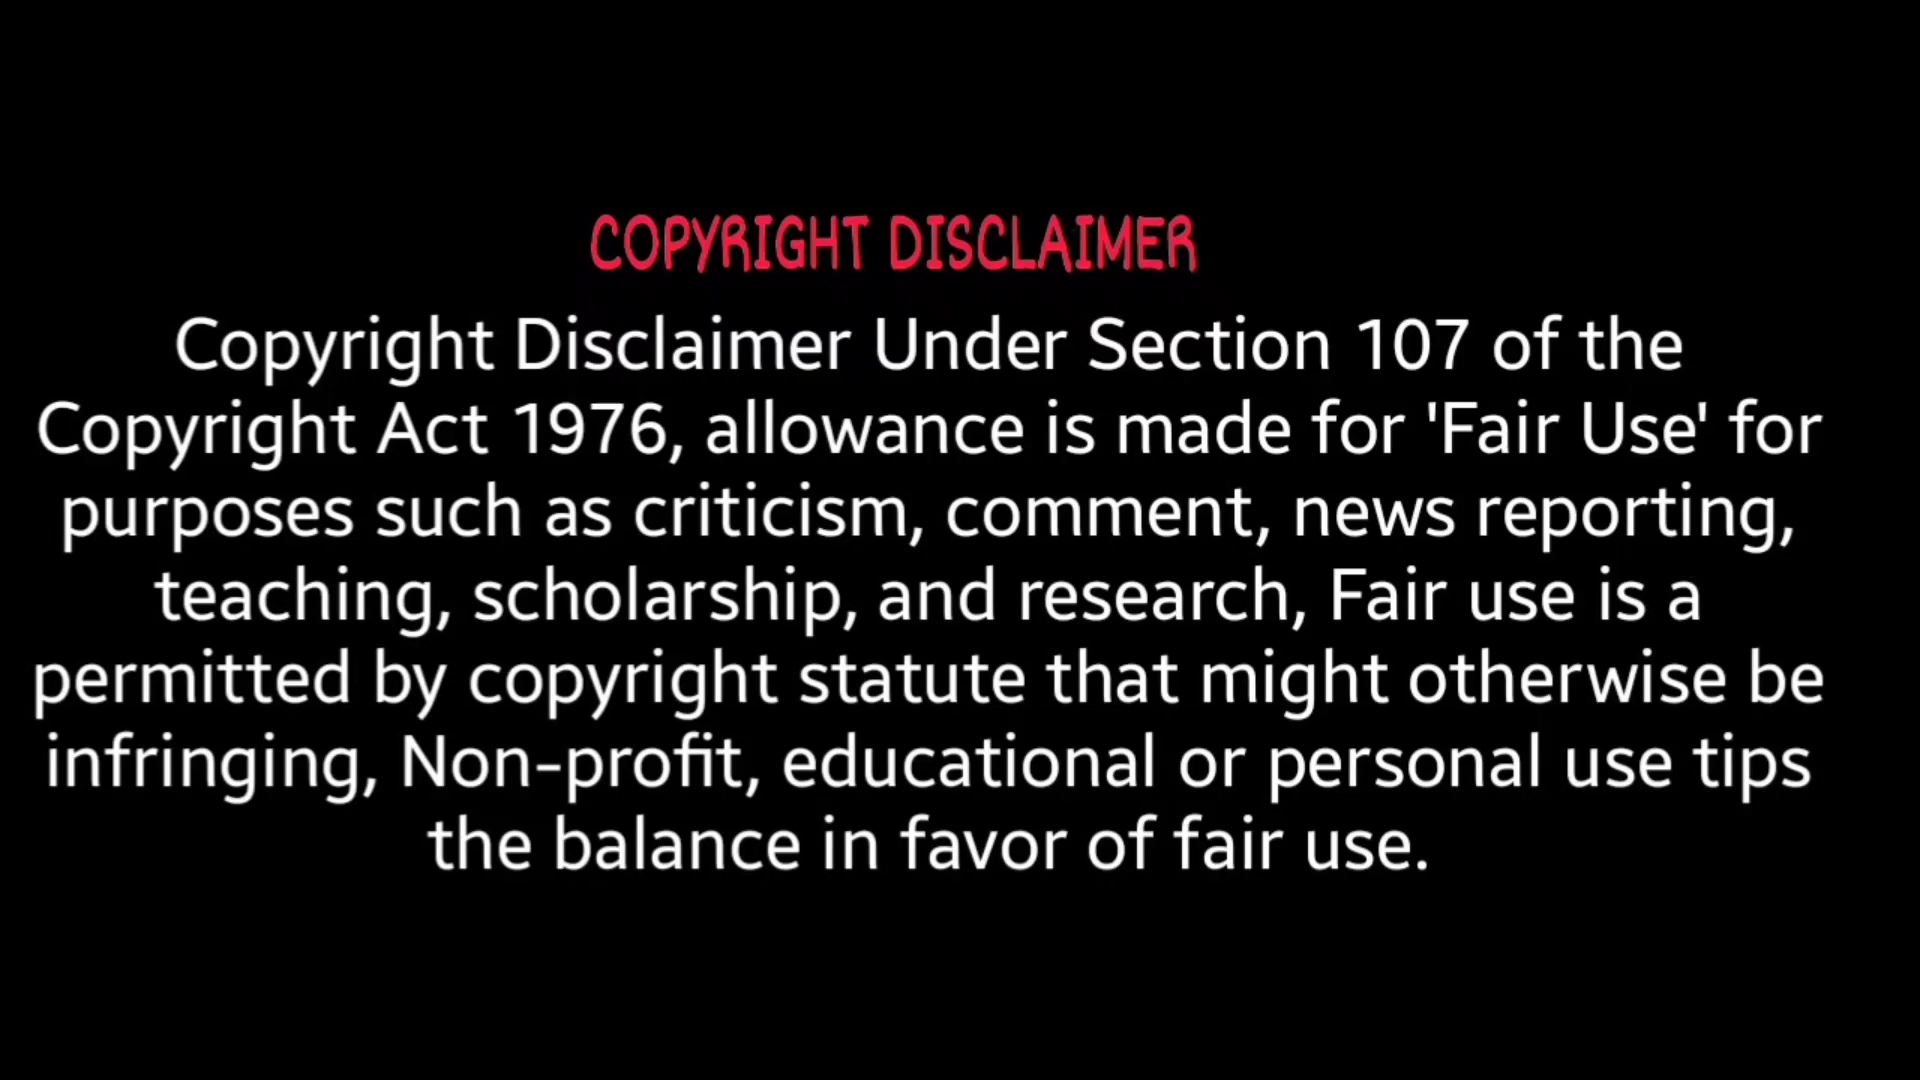 COPYRIGHT DISCLAIMER
Copyright Disclaimer Under Section 107 of the
Copyright Act 1976, allowance is made for 'Fair Use' for
purposes such as criticism, comment, news reporting,
teaching, scholarship, and research, Fair use is a
permitted by copyright statute that might otherwise be
infringing, Non-profit, educational or personal use tips
the balance in favor of fair use.